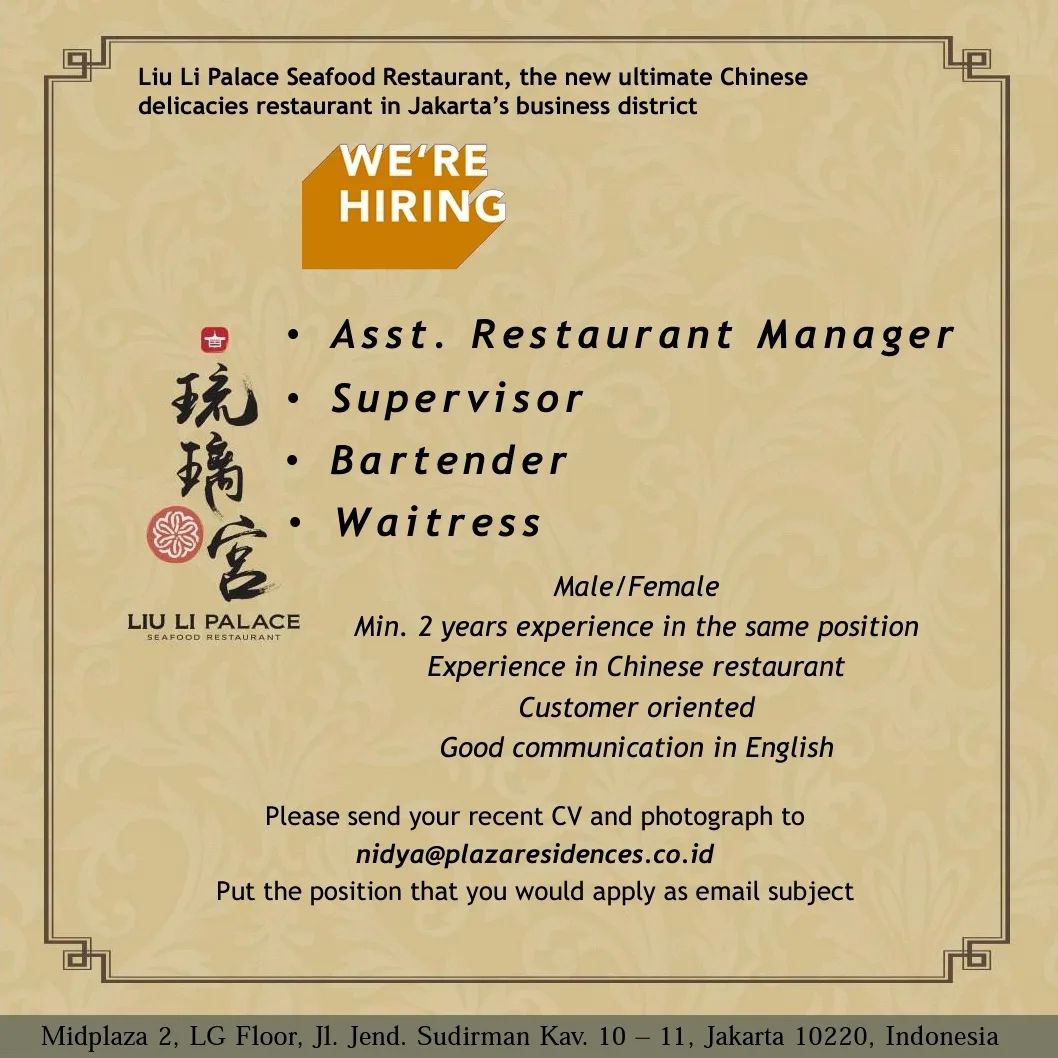 Liu Li Palace Seafood Restaurant, the new ultimate Chinese
delicacies restaurant in Jakarta's business district
WE'RE
HIRING
• Asst. Restaurant Manager
• Supervisor
• Bartender
• Waitress
琉
璃
宮
LIU LI PALACE
SEAFOOD RESTAURANT
Male/Female
Min. 2 years experience in the same position
Experience in Chinese restaurant
Customer oriented
Good communication in English
Please send your recent CV and photograph to
nidya@plazaresidences.co.id
Put the position that you would apply as email subject
Midplaza 2, LG Floor, Jl. Jend. Sudirman Kav. 10 – 11, Jakarta 10220, Indonesia